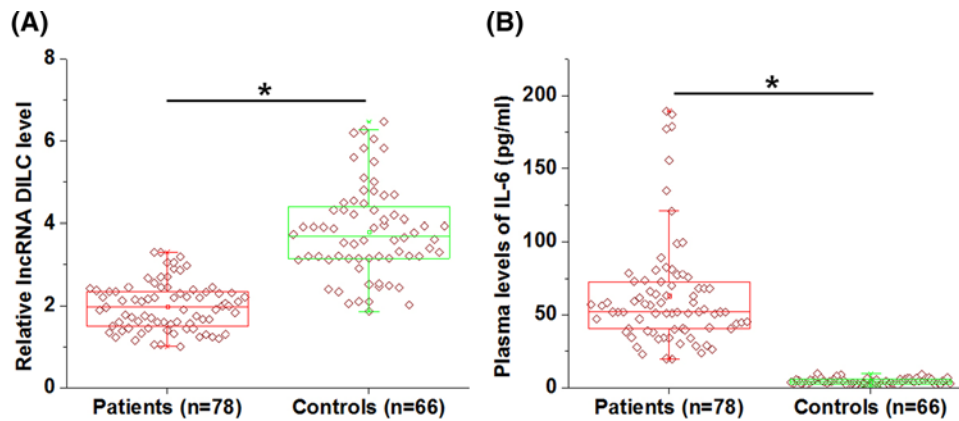 (A)
Relative lncRNA DILC level
8
6
4
2
0
*
Patients (n=78)
Controls (n=66)
(B)
Plasma levels of IL-6 (pg/ml)
200
150
100
50
0
*
Patients (n=78)
Controls (n=66)